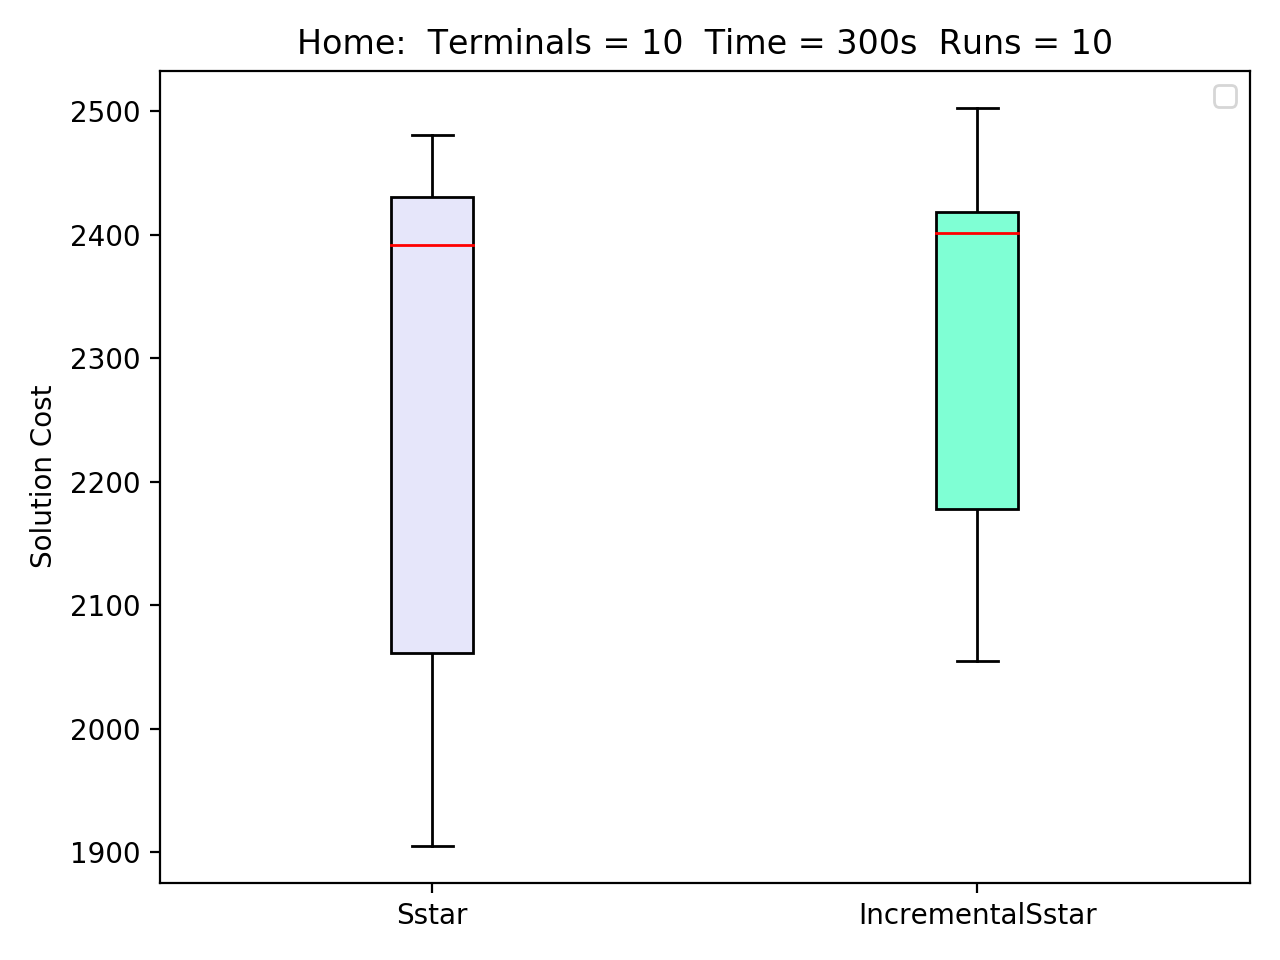 Home:  Terminals = 10  Time = 300s  Runs = 10
Solution Cost
2500
2400
2300
2200
2100
2000
1900
Sstar
IncrementalSstar